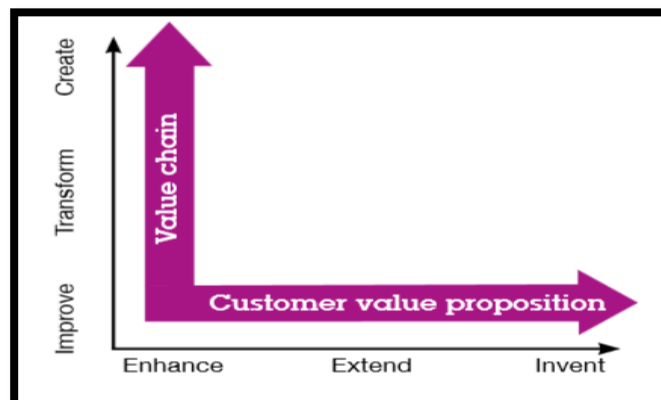 Create
Transform
Improve
Value chain
Customer value proposition
Enhance
Extend
Invent